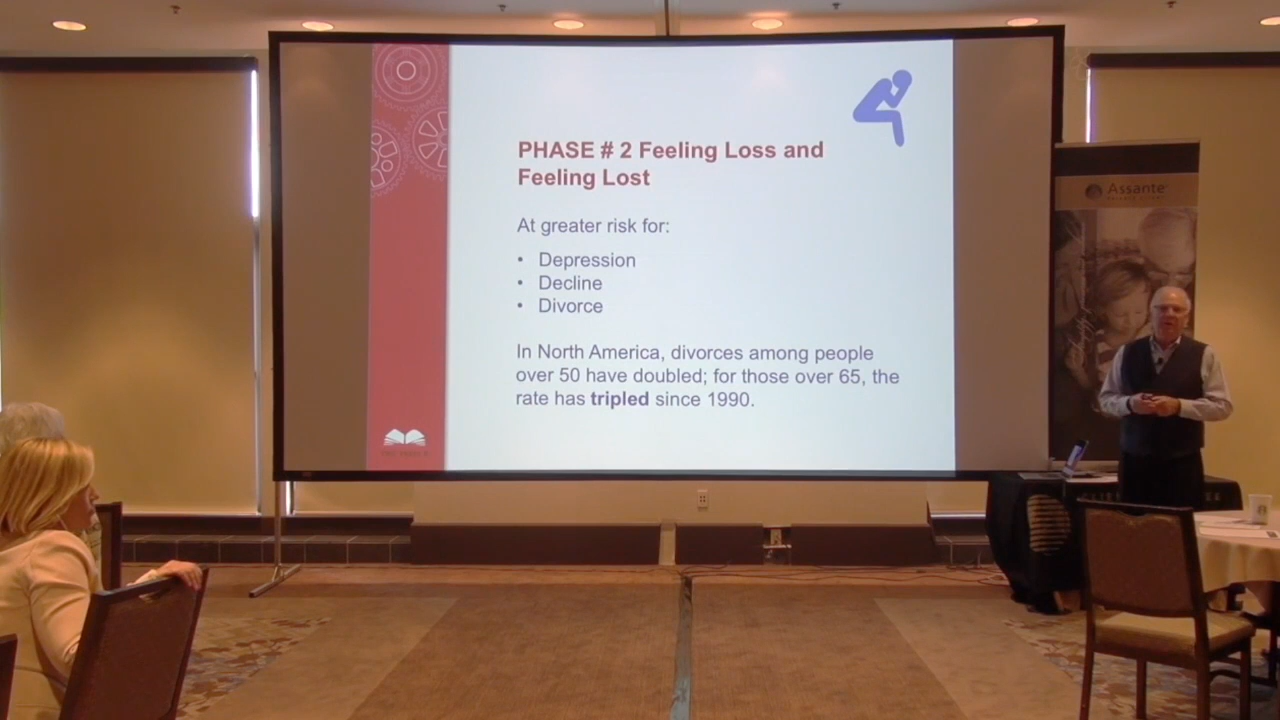 PHASE # 2 Feeling Loss and
Feeling Lost
At greater risk for:
• Depression
• Decline
• Divorce
In North America, divorces among people
over 50 have doubled; for those over 65, the
rate has tripled since 1990.
Assante